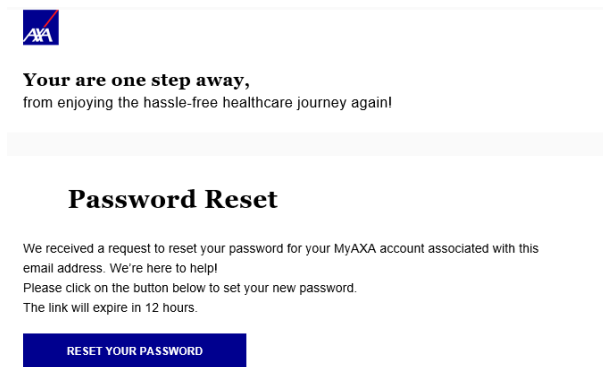 AXA
Your are one step away,
from enjoying the hassle-free healthcare journey again!
Password Reset
We received a request to reset your password for your MyAXA account associated with this
email address. We're here to help!
Please click on the button below to set your new password.
The link will expire in 12 hours.
RESET YOUR PASSWORD